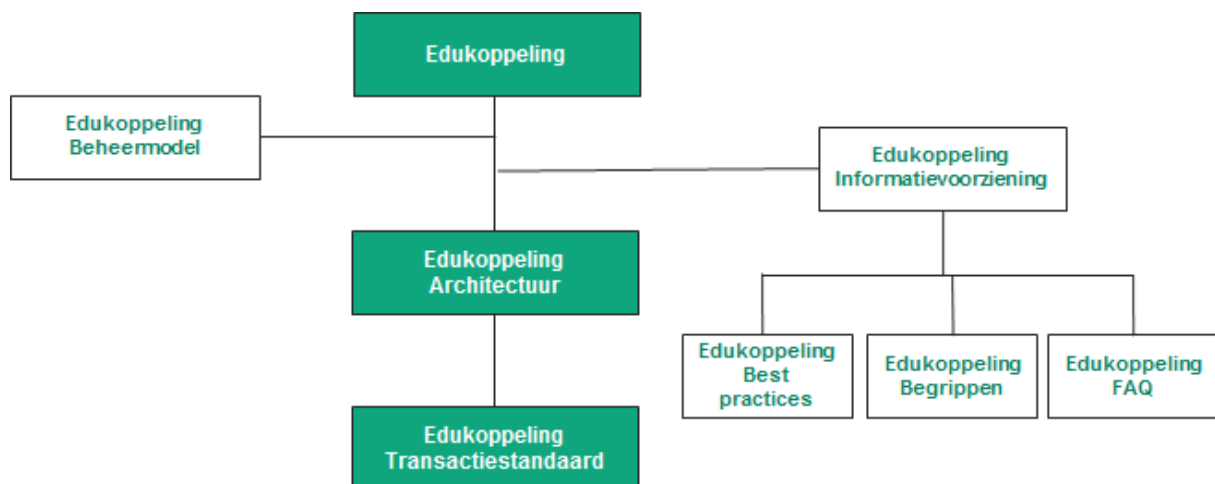 Edukoppeling
Edukoppeling
Beheermodel
Edukoppeling
Informatievoorziening
Edukoppeling
Architectuur
Edukoppeling
Best
practices
Edukoppeling
Begrippen
Edukoppeling
FAQ
Edukoppeling
Transactiestandaard